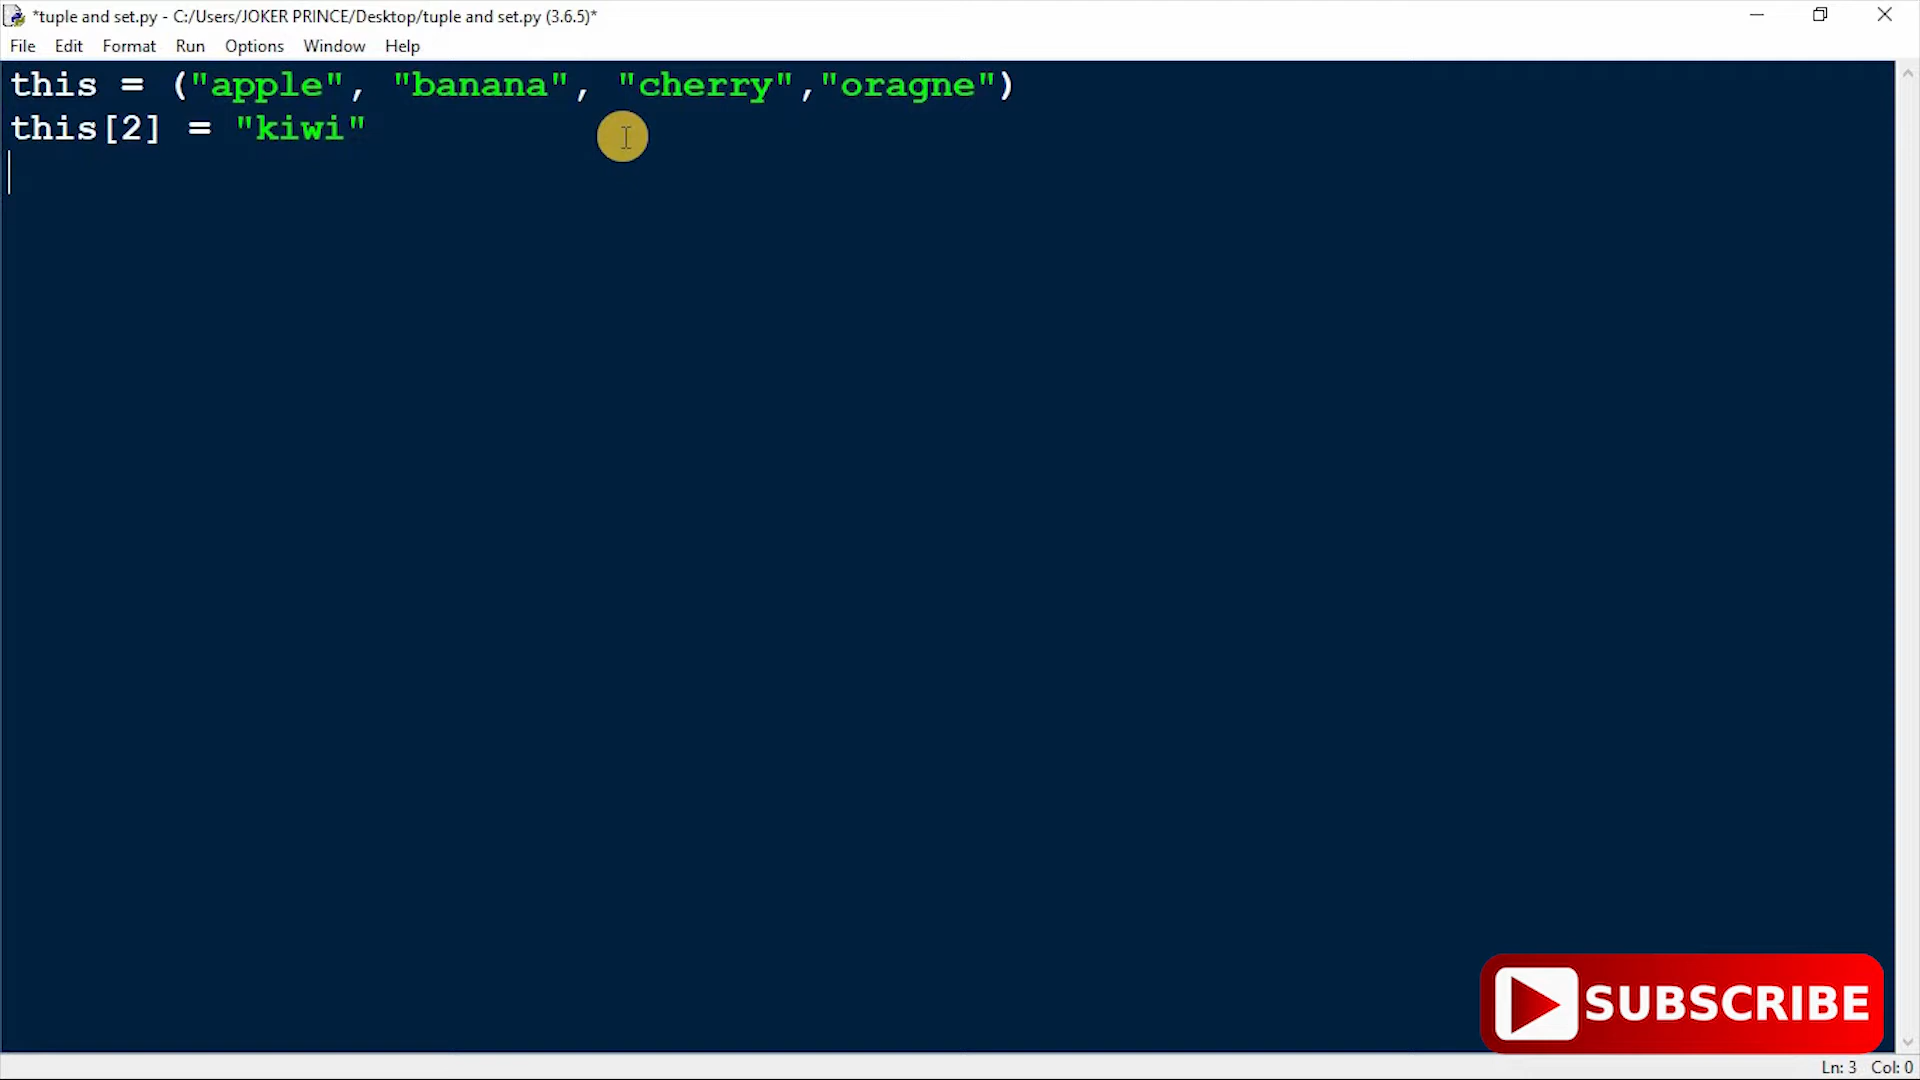 *tuple and set.py - C:/Users/JOKER PRINCE/Desktop/tuple and set.py (3.6.5)*
File Edit Format Run Options Window Help
this = ("apple", "banana", "cherry","oragne")
this[2] = "kiwi"
SUBSCRIBE
Ln: 3 Col: 0